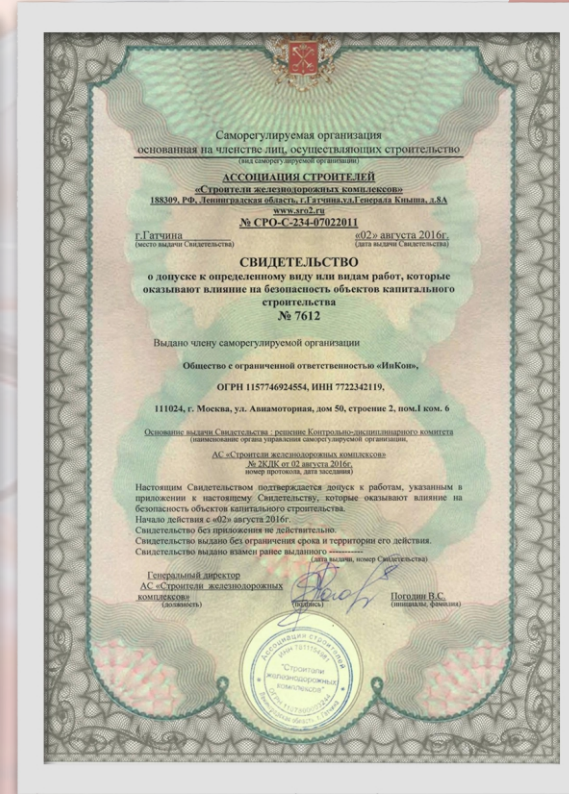 Саморегулируемая организация
основанная на членстве лиц, осуществляющих строительство
(вид саморегулируемой организации)
АССОЦИАЦИЯ СТРОИТЕЛЕЙ
«Строители железнодорожных комплексов»
188309, РФ, Ленинградская область, г.Гатчина,ул.Генерала Кныша, д.8А
www.sro2.ru
№ СРО-С-234-07022011
г.Гатчина «02» августа 2016г.
(место выдачи Свидетельства) (дата выдачи Свидетельства)
СВИДЕТЕЛЬСТВО
о допуске к определенному виду или видам работ, которые
оказывают влияние на безопасность объектов капитального
строительства
№ 7612
Выдано члену саморегулируемой организации
Общество с ограниченной ответственностью «ИнКон»,
ОГРН 1157746924554, ИНН 7722342119,
111024, г. Москва, ул. Авиамоторная, дом 50, строение 2, пом.I ком. 6
Основание выдачи Свидетельства : решение Контрольно-дисциплинарного комитета
(наименование органа управления саморегулируемой организации,
АС «Строители железнодорожных комплексов»
№ 2КДК от 02 августа 2016г.
номер протокола, дата заседания)
Настоящим Свидетельством подтверждается допуск к работам, указанным в
приложении к настоящему Свидетельству, которые оказывают влияние на
безопасность объектов капитального строительства.
Начало действия с «02» августа 2016г.
Свидетельство без приложения не действительно.
Свидетельство выдано без ограничения срока и территории его действия.
Свидетельство выдано взамен ранее выданного -----------
(дата выдачи, номер Свидетельства)
Генеральный директор
АС «Строители железнодорожных
комплексов» Погодин В.С.
(должность) (подпись) (инициалы, фамилия)
Ассоциация строителей
"Строители
железнодорожных
комплексов"